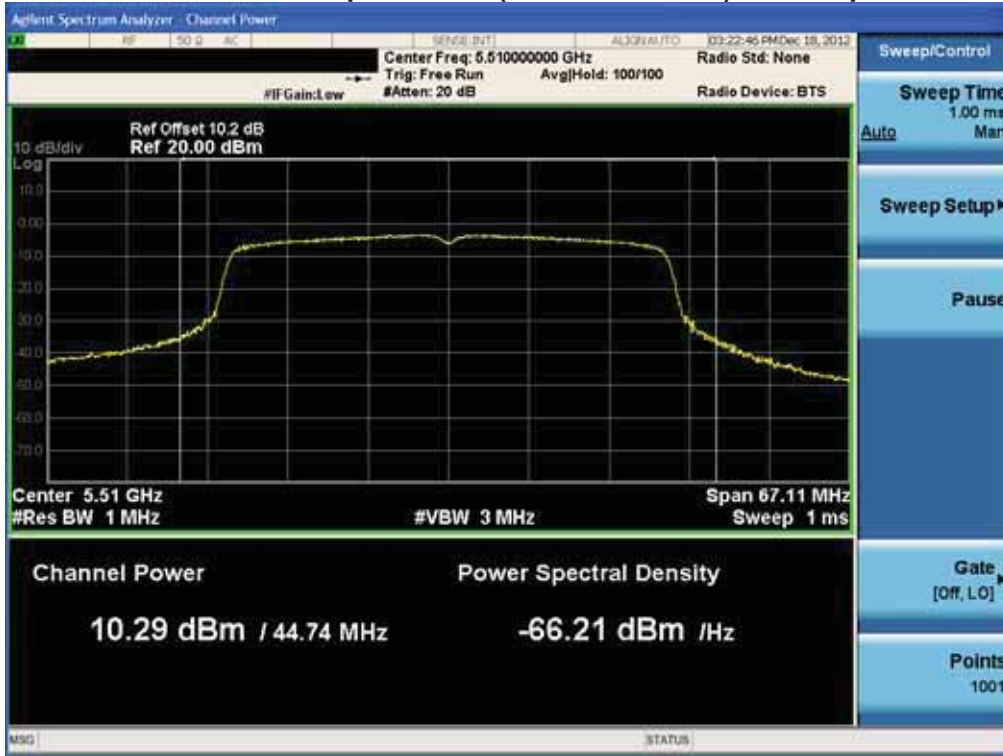 Agilent Spectrum Analyzer - Channel Power
RF 50 Ω AC SENSE:INT ALIGN AUTO 03:22:46 PM Dec 18, 2012
Center Freq: 5.510000000 GHz Radio Std: None
Trig: Free Run Avg|Hold: 100/100
#IFGain:Low #Atten: 20 dB Radio Device: BTS
Ref Offset 10.2 dB
10 dB/div Ref 20.00 dBm
Log
10.0
0.00
-10.0
-20.0
-30.0
-40.0
-50.0
-60.0
-70.0
Center 5.51 GHz Span 67.11 MHz
#Res BW 1 MHz #VBW 3 MHz Sweep 1 ms
Channel Power Power Spectral Density
10.29 dBm / 44.74 MHz -66.21 dBm /Hz
MSG STATUS
Sweep/Control
Sweep Time
1.00 ms
Auto Man
Sweep Setup
Pause
Gate
[Off, LO]
Points
1001